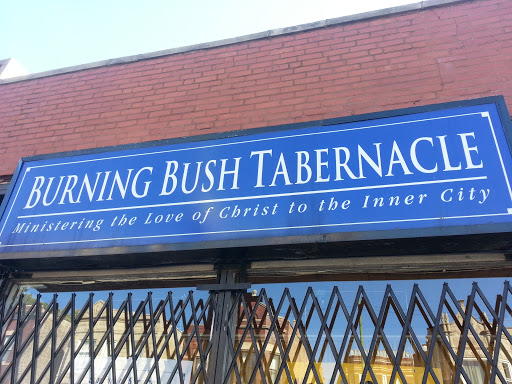 BURNING BUSH TABERNACLE
Ministering the Love of Christ to the Inner City